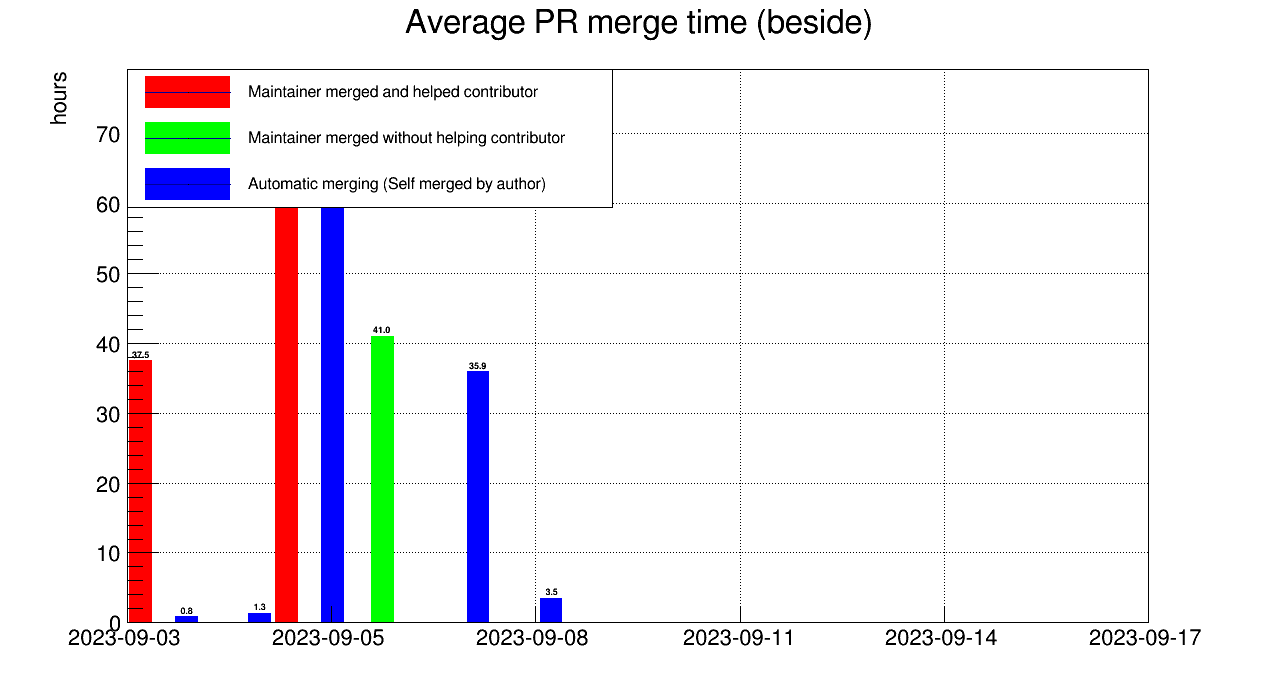 Average PR merge time (beside)
hours
Maintainer merged and helped contributor
Maintainer merged without helping contributor
Automatic merging (Self merged by author)
70
60
50
40
30
20
10
0
37.5
0.8
1.3
41.0
35.9
3.5
2023-09-03 2023-09-05 2023-09-08 2023-09-11 2023-09-14 2023-09-17